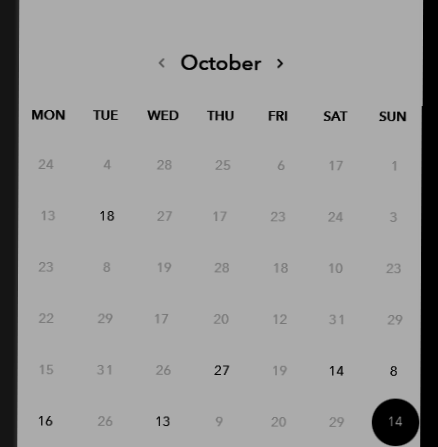 ‹ October ›
MON TUE WED THU FRI SAT SUN
24 4 28 25 6 17 1
13 18 27 17 23 24 3
23 8 19 28 18 10 23
22 29 17 20 12 31 29
15 31 26 27 19 14 8
16 26 13 9 20 29 14